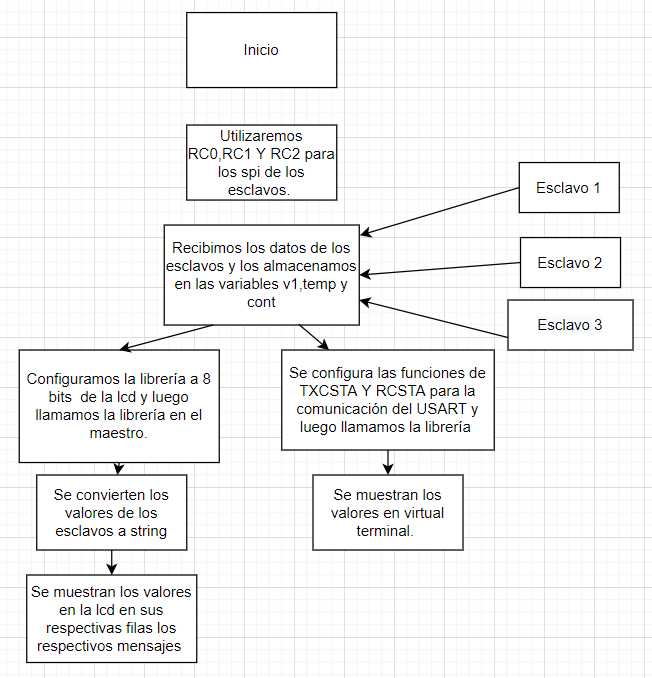 Inicio
Utilizaremos
RC0,RC1 Y RC2 para
los spi de los
esclavos.
Esclavo 1
Recibimos los datos de los
esclavos y los almacenamos
en las variables v1,temp y
cont
Esclavo 2
Esclavo 3
Configuramos la librería a 8
bits de la lcd y luego
llamamos la librería en el
maestro.
Se configura las funciones de
TXCSTA Y RCSTA para la
comunicación del USART y
luego llamamos la librería
Se convierten los
valores de los
esclavos a string
Se muestran los
valores en virtual
terminal.
Se muestran los valores
en la lcd en sus
respectivas filas los
respectivos mensajes